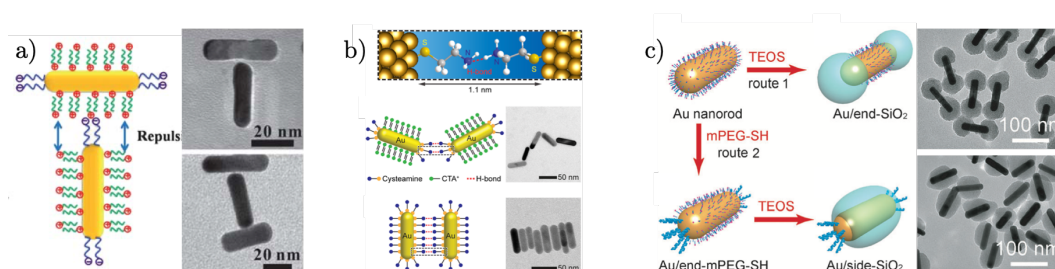 a)
Repuls
20 nm
20 nm
b)
S
N
N
S
1.1 nm
Au
Au
50 nm
Cysteamine
CTA⁺
H-bond
Au
Au
50 nm
c)
TEOS
route 1
Au nanorod
Au/end-SiO₂
mPEG-SH
route 2
TEOS
Au/end-mPEG-SH
Au/side-SiO₂
100 nm
100 nm